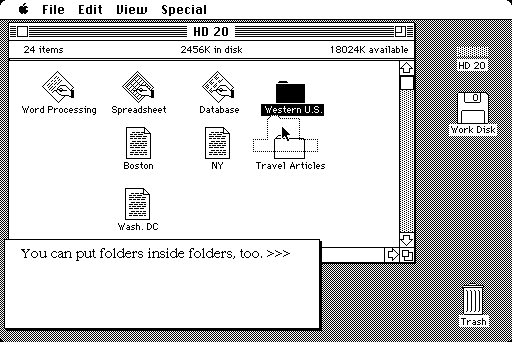 File Edit View Special
HD 20
24 items 2456K in disk 18024K available
HD 20
Word Processing Spreadsheet Database Western U.S.
Work Disk
Boston NY Travel Articles
Wash. DC
You can put folders inside folders, too. >>>
Trash